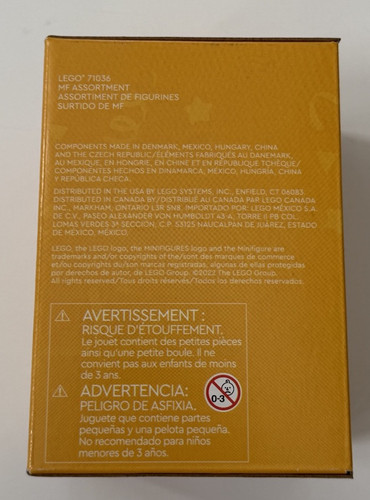 LEGO® 71036
MF ASSORTMENT
ASSORTIMENT DE FIGURINES
SURTIDO DE MF
COMPONENTS MADE IN DENMARK, MEXICO, HUNGARY, CHINA
AND THE CZECH REPUBLIC/ÉLÉMENTS FABRIQUÉS AU DANEMARK,
AU MEXIQUE, EN HONGRIE, EN CHINE ET EN RÉPUBLIQUE TCHÈQUE/
COMPONENTES HECHOS EN DINAMARCA, MÉXICO, HUNGRÍA, CHINA
Y REPÚBLICA CHECA.
DISTRIBUTED IN THE USA BY LEGO SYSTEMS, INC., ENFIELD, CT 06083.
DISTRIBUTED IN CANADA BY/DISTRIBUÉ AU CANADA PAR LEGO CANADA
INC., MARKHAM, ONTARIO L3R 5N8. IMPORTADO POR: LEGO MÉXICO S.A.
DE C.V., PASEO ALEXANDER VON HUMBOLDT 43-4, TORRE 6 PB COL.
LOMAS VERDES 3ª SECCIÓN, C.P. 53125 NAUCALPAN DE JUÁREZ, ESTADO
DE MÉXICO, MÉXICO.
LEGO, the LEGO logo, the MINIFIGURES logo and the Minifigure are
trademarks and/or copyrights of the/sont des marques de commerce
et/ou copyrights du/son marcas registradas, algunas de ellas protegidas
por derechos de autor, de LEGO Group. ©2022 The LEGO Group.
All rights reserved/Tous droits réservés/Todos los derechos reservados.
AVERTISSEMENT :
RISQUE D'ÉTOUFFEMENT.
Le jouet contient des petites pièces
ainsi qu'une petite boule. Il ne
convient pas aux enfants de moins
de 3 ans.
ADVERTENCIA:
PELIGRO DE ASFIXIA.
Juguete que contiene partes
pequeñas y una pelota pequeña.
No recomendado para niños
menores de 3 años.
0-3